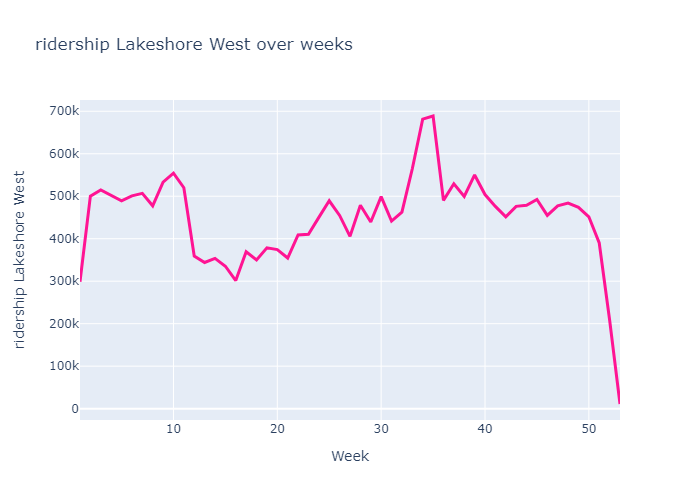 ridership Lakeshore West over weeks
ridership Lakeshore West
700k
600k
500k
400k
300k
200k
100k
0
10 20 30 40 50
Week